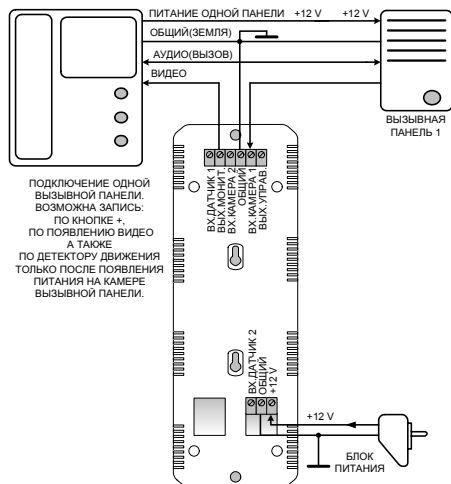 ПИТАНИЕ ОДНОЙ ПАНЕЛИ +12 V +12 V
ОБЩИЙ(ЗЕМЛЯ)
АУДИО(ВЫЗОВ)
ВИДЕО
ВЫЗЫВНАЯ
ПАНЕЛЬ 1
ВХ.ДАТЧИК 1
ВЫХ.МОНИТ.
ВХ.КАМЕРА 2
ОБЩИЙ
ВХ.КАМЕРА 1
ВЫХ.УПРАВ.
ПОДКЛЮЧЕНИЕ ОДНОЙ
ВЫЗЫВНОЙ ПАНЕЛИ.
ВОЗМОЖНА ЗАПИСЬ:
ПО КНОПКЕ +,
ПО ПОЯВЛЕНИЮ ВИДЕО
А ТАКЖЕ
ПО ДЕТЕКТОРУ ДВИЖЕНИЯ
ТОЛЬКО ПОСЛЕ ПОЯВЛЕНИЯ
ПИТАНИЯ НА КАМЕРЕ
ВЫЗЫВНОЙ ПАНЕЛИ.
ВХ.ДАТЧИК 2
ОБЩИЙ
+12 V
+12 V
БЛОК
ПИТАНИЯ